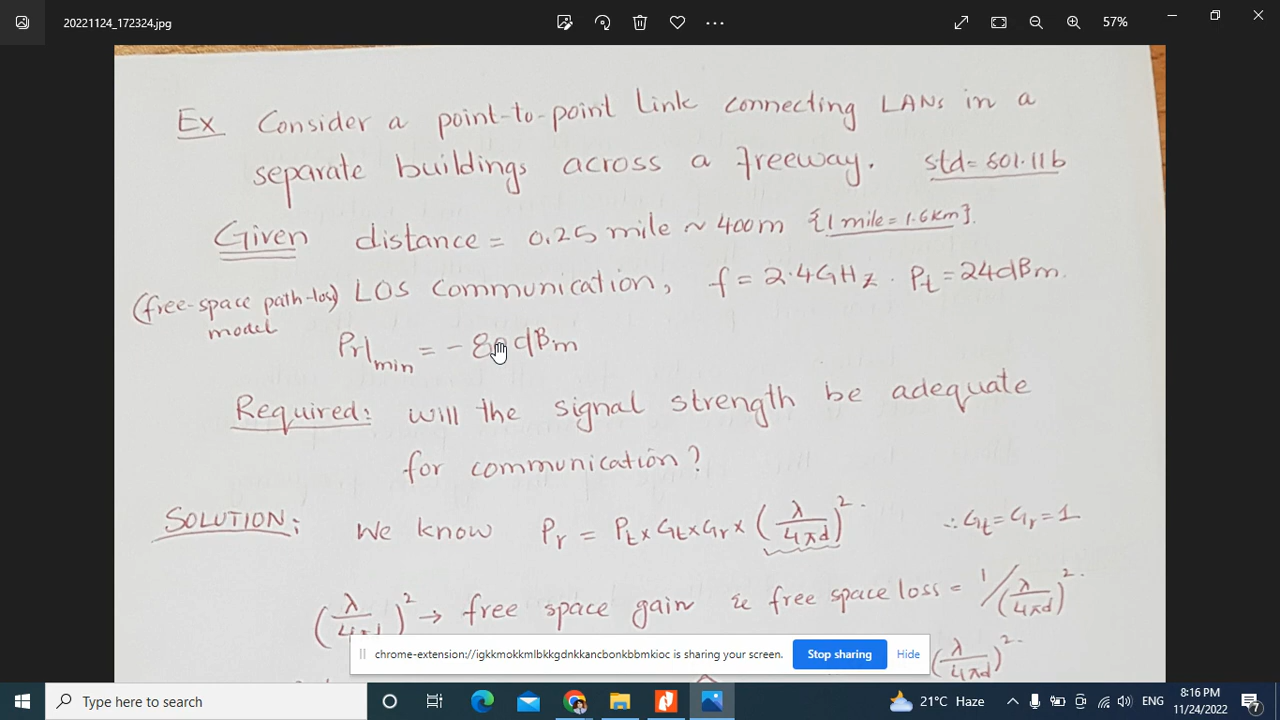 20221124_172324.jpg
57%
Ex Consider a point-to-point Link connecting LANs in a
separate buildings across a freeway. std= 801.11b
Given distance = 0.25 mile ~ 400m {1 mile = 1.6km}.
(free-space path-los) LOS Communication, f = 2.4GHz. Pt = 24dBm.
model
Pr|min = - dBm
Required: will the signal strength be adequate
for communication?
SOLUTION: We know Pr = Pt x Gt x Gr x (λ/4πd)². ∴ Gt = Gr = 1
(λ/4πd)² → free space gain & free space loss = 1/(λ/4πd)².
(λ/4πd)².
chrome-extension://igkkmokkmlbkkgdnkkancbonkbbmkioc is sharing your screen.
Stop sharing
Hide
Type here to search
21°C Haze
ENG
8:16 PM
11/24/2022
7